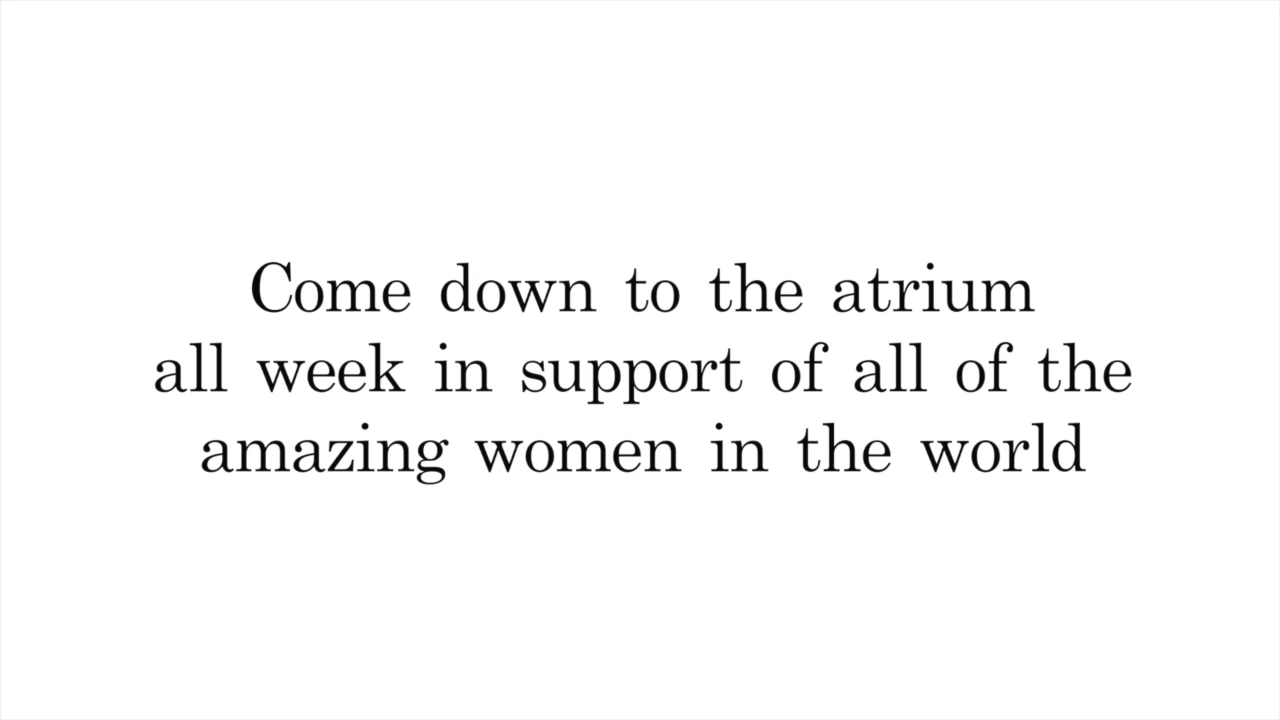 Come down to the atrium
all week in support of all of the
amazing women in the world